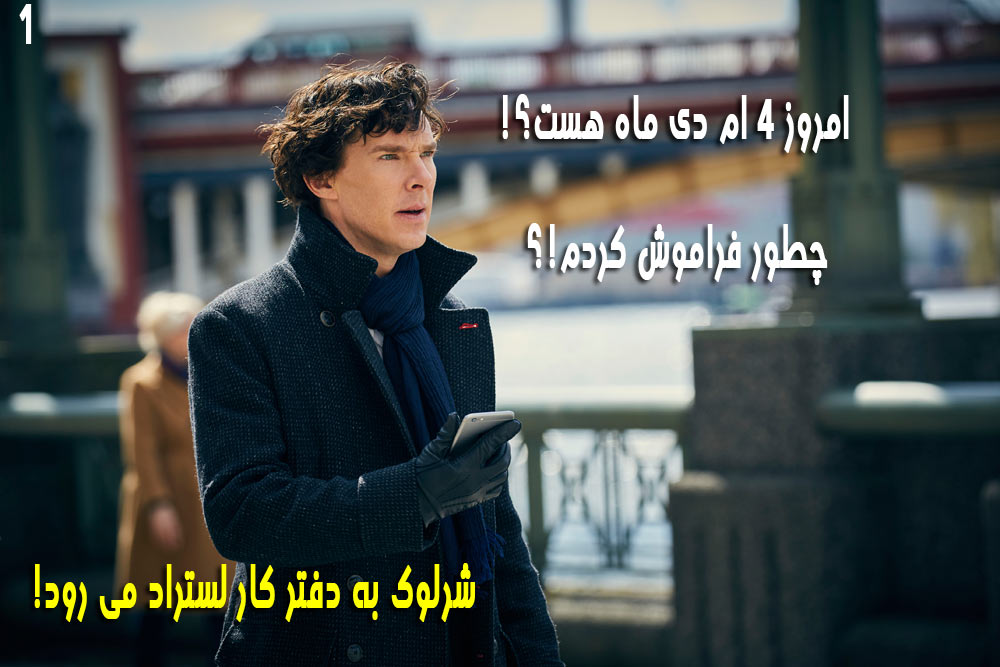 1
امروز 4 ام دی ماه هست؟!
چطور فراموش کردم!؟
شرلوک به دفتر کار لستراد می رود!